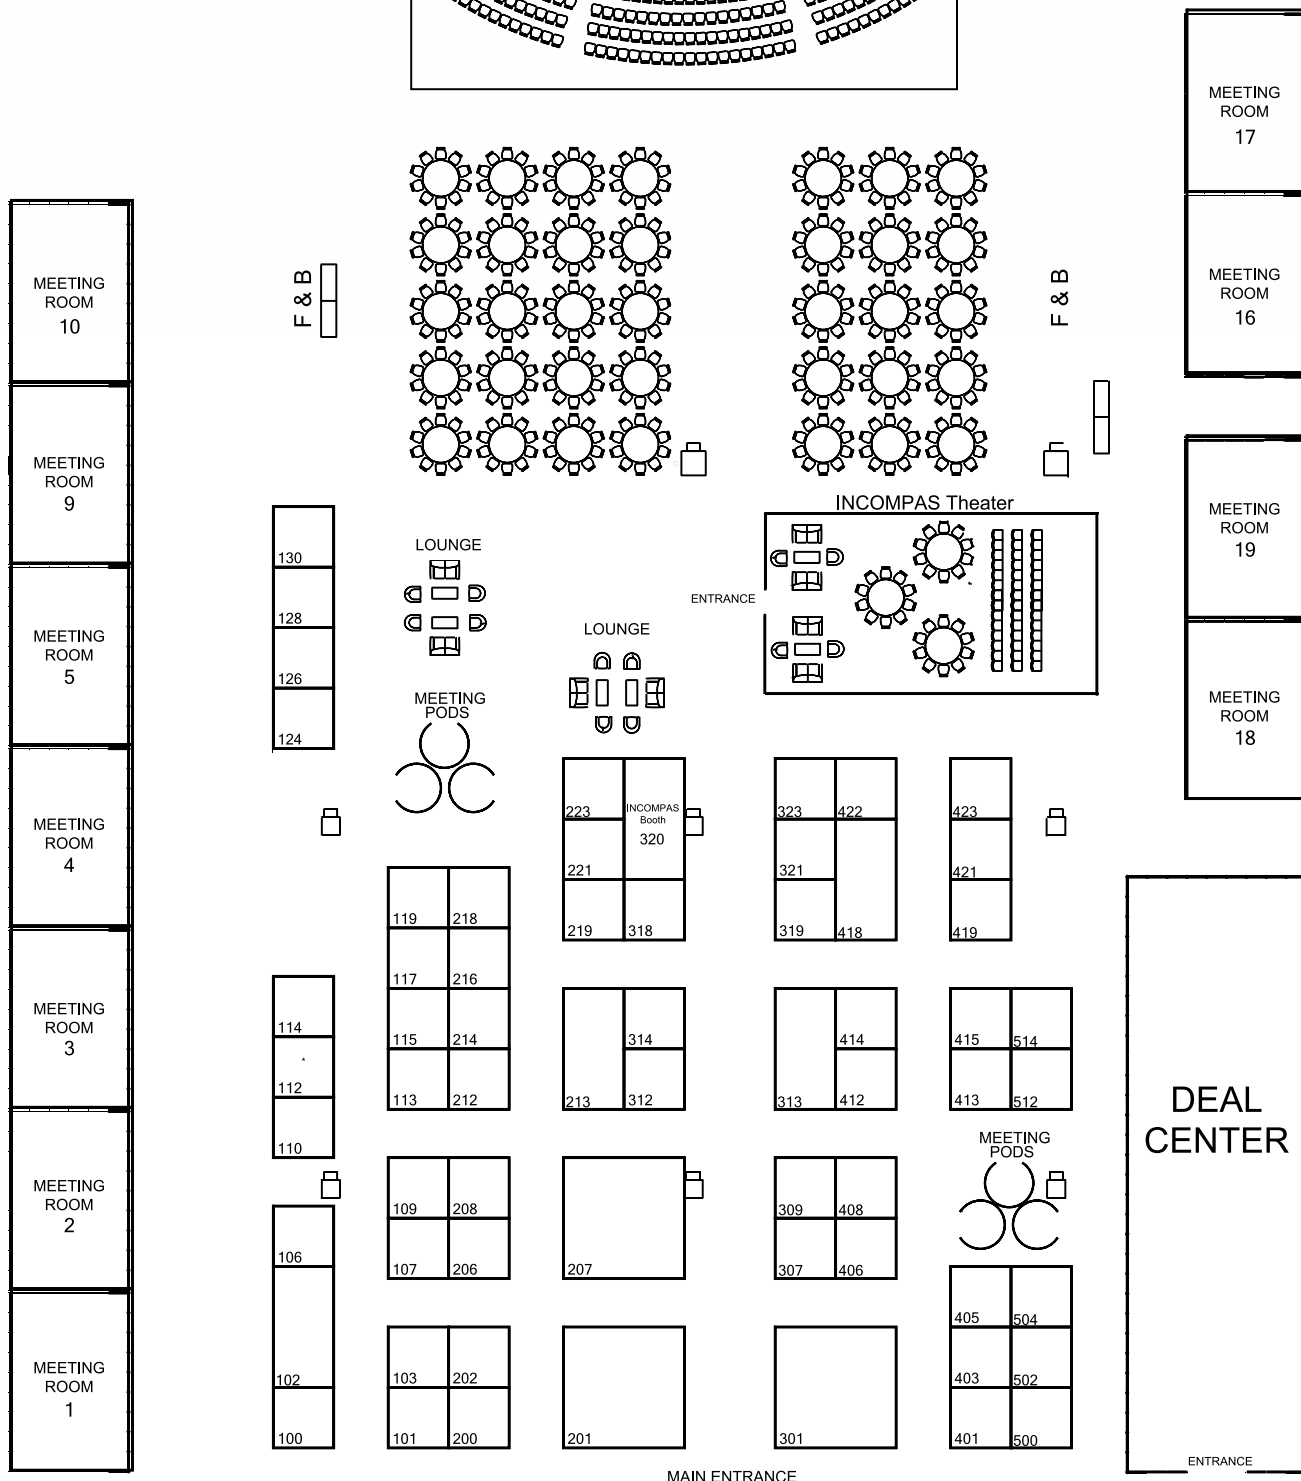 MEETING
ROOM
17
MEETING
ROOM
16
MEETING
ROOM
10
F & B
F & B
MEETING
ROOM
9
INCOMPAS Theater
MEETING
ROOM
19
130
LOUNGE
ENTRANCE
128
LOUNGE
MEETING
ROOM
5
126
MEETING
PODS
MEETING
ROOM
18
124
223
INCOMPAS
Booth
320
323
422
423
MEETING
ROOM
4
221
321
421
119
218
219
318
319
418
419
117
216
MEETING
ROOM
3
114
115
214
314
414
415
514
112
113
212
213
312
313
412
413
512
DEAL
CENTER
110
MEETING
PODS
MEETING
ROOM
2
109
208
309
408
106
107
206
207
307
406
405
504
MEETING
ROOM
1
102
103
202
403
502
100
101
200
201
301
401
500
ENTRANCE
MAIN ENTRANCE